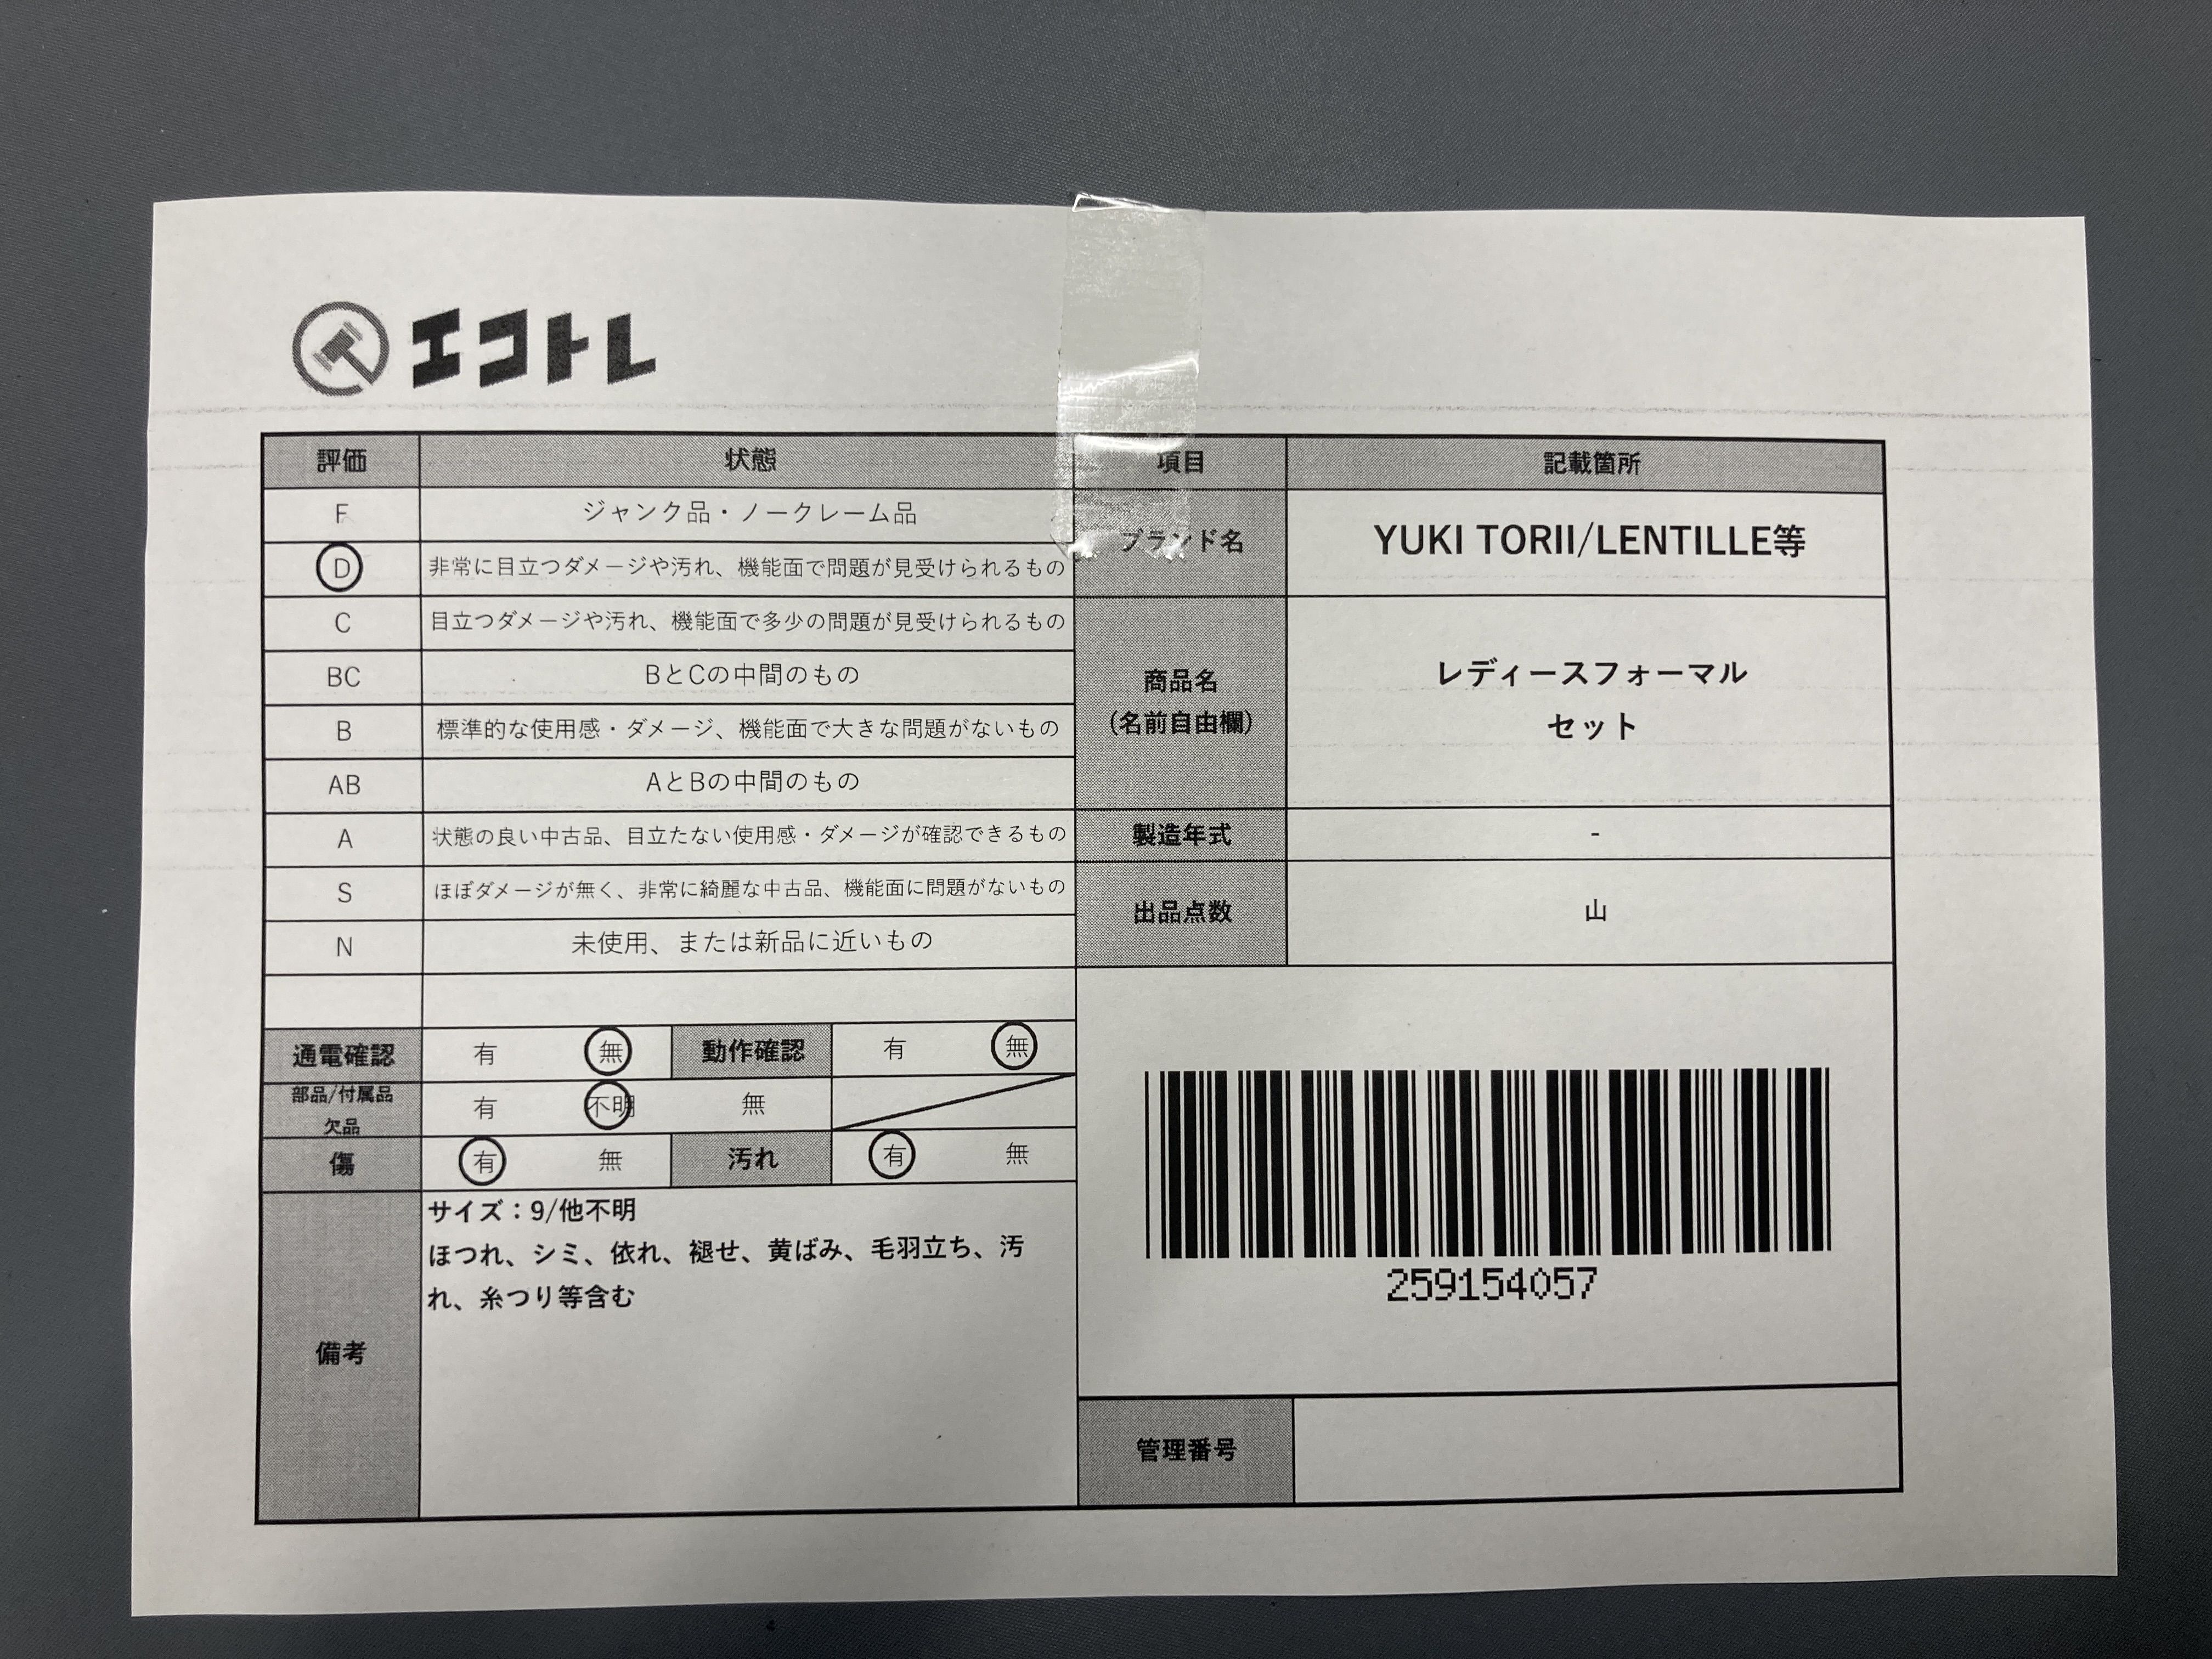 エコトレ
評価 状態 項目 記載箇所
F ジャンク品・ノークレーム品
D 非常に目立つダメージや汚れ、機能面で問題が見受けられるもの
ブランド名 YUKI TORII/LENTILLE等
C 目立つダメージや汚れ、機能面で多少の問題が見受けられるもの
BC BとCの中間のもの
B 標準的な使用感・ダメージ、機能面で大きな問題がないもの
AB AとBの中間のもの
商品名
(名前自由欄)
レディースフォーマル
セット
A 状態の良い中古品、目立たない使用感・ダメージが確認できるもの
製造年式 -
S ほぼダメージが無く、非常に綺麗な中古品、機能面に問題がないもの
N 未使用、または新品に近いもの
出品点数 山
通電確認 有 無 動作確認 有 無
部品/付属品
欠品
有 不明 無
傷 有 無 汚れ 有 無
備考
サイズ：9/他不明
ほつれ、シミ、依れ、褪せ、黄ばみ、毛羽立ち、汚
れ、糸つり等含む
259154057
管理番号